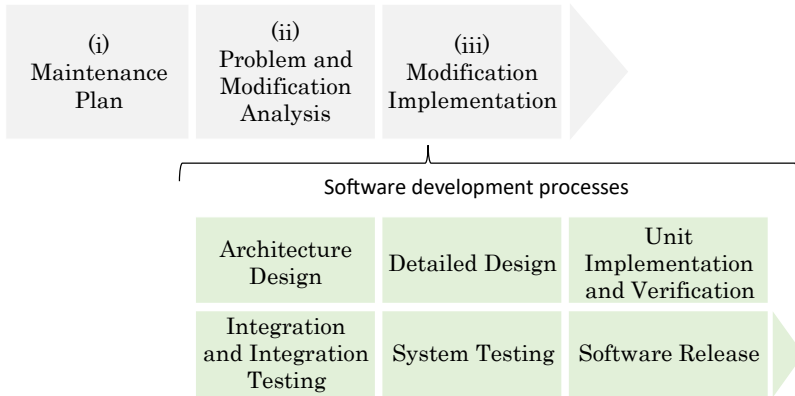 (i)
Maintenance
Plan
(ii)
Problem and
Modification
Analysis
(iii)
Modification
Implementation
Software development processes
Architecture
Design
Detailed Design
Unit
Implementation
and Verification
Integration
and Integration
Testing
System Testing
Software Release